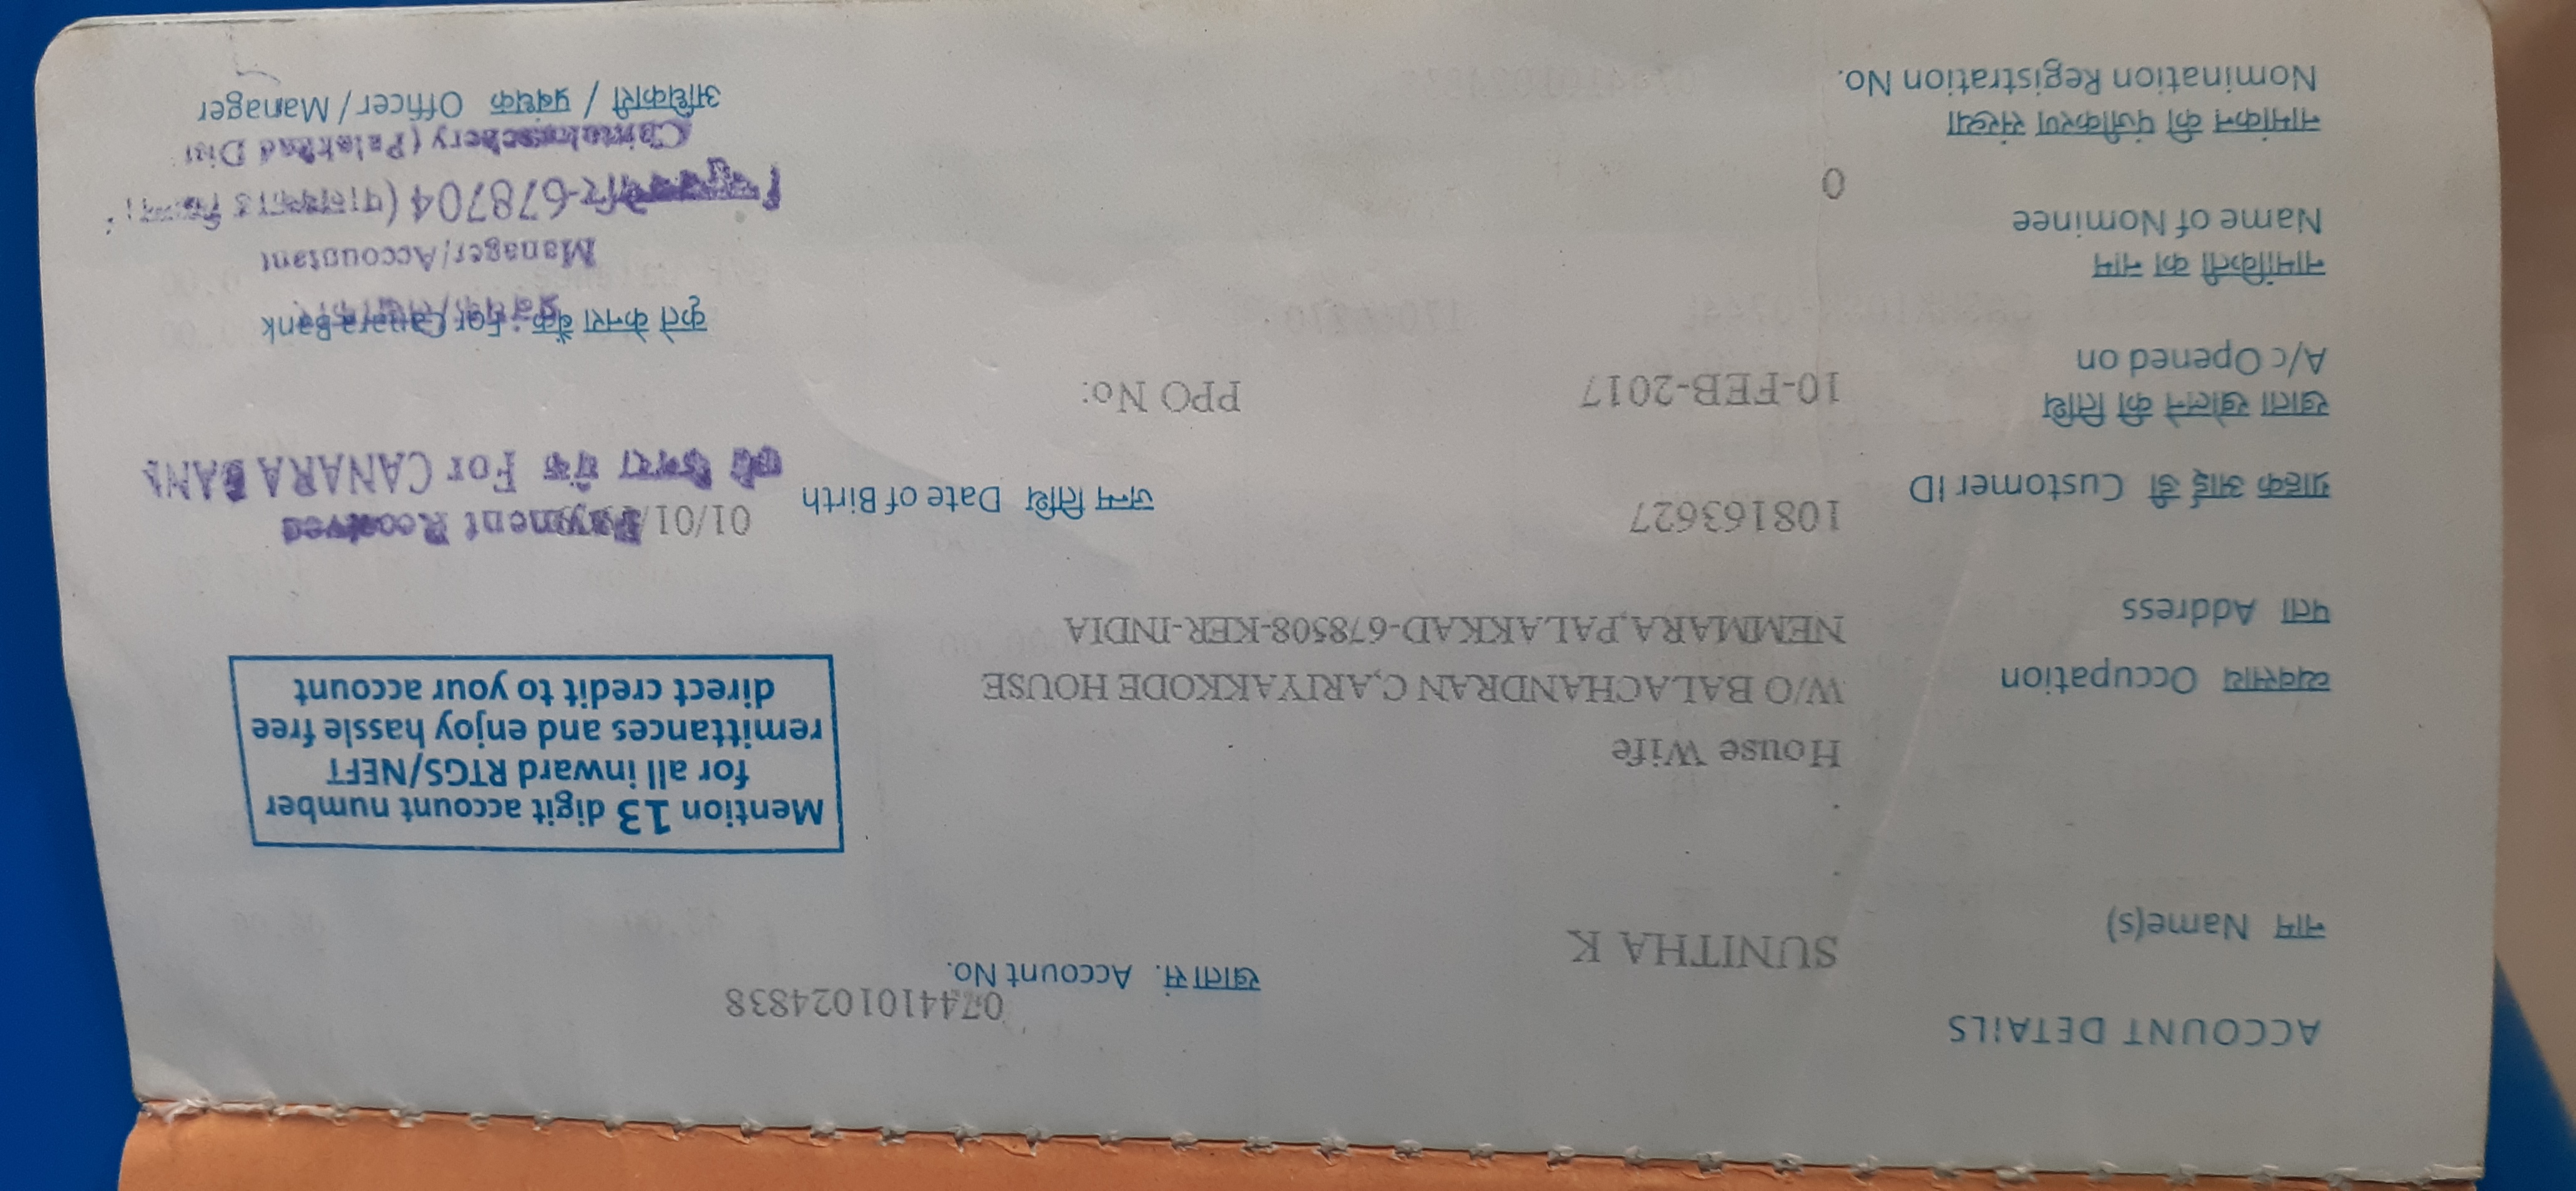 ACCOUNT DETAILS
0744101024838
खाता सं. Account No.
SUNITHA K
नाम Name(s)
Mention 13 digit account number
for all inward RTGS/NEFT
remittances and enjoy hassle free
direct credit to your account
House Wife
व्यवसाय Occupation
W/O BALACHANDRAN C,ARIYAKKODE HOUSE
पता Address
NEMMARA,PALAKKAD-678508-KER-INDIA
108163627
01/01/
Payment Received
ग्राहक आई डी Customer ID
जन्म तिथि Date of Birth
केनरा बैंक For CANARA BANK
10-FEB-2017
PPO No:
खाता खोलने की तिथि
A/c Opened on
कृते केनरा बैंक Bank
Manager/Accountant
नामांकिती का नाम
Name of Nominee
-678704 (पालक्काड
0
(Palakkad Dist
नामांकन की पंजीकरण संख्या
Nomination Registration No.
अधिकारी / प्रबंधक Officer / Manager